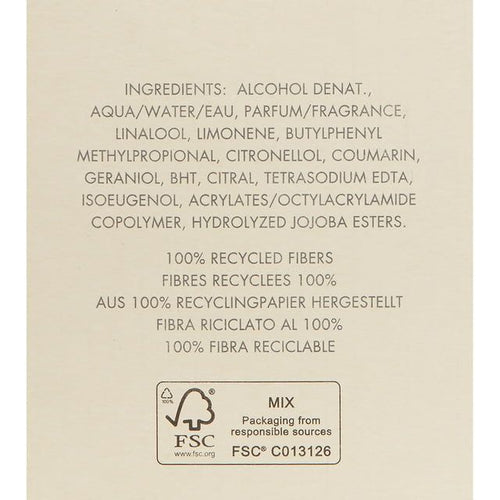 INGREDIENTS: ALCOHOL DENAT.,
AQUA/WATER/EAU, PARFUM/FRAGRANCE,
LINALOOL, LIMONENE, BUTYLPHENYL
METHYLPROPIONAL, CITRONELLOL, COUMARIN,
GERANIOL, BHT, CITRAL, TETRASODIUM EDTA,
ISOEUGENOL, ACRYLATES/OCTYLACRYLAMIDE
COPOLYMER, HYDROLYZED JOJOBA ESTERS.
100% RECYCLED FIBERS
FIBRES RECYCLEES 100%
AUS 100% RECYCLINGPAPIER HERGESTELLT
FIBRA RICICLATO AL 100%
100% FIBRA RECICLABLE
100%
FSC
www.fsc.org
MIX
Packaging from
responsible sources
FSC® C013126